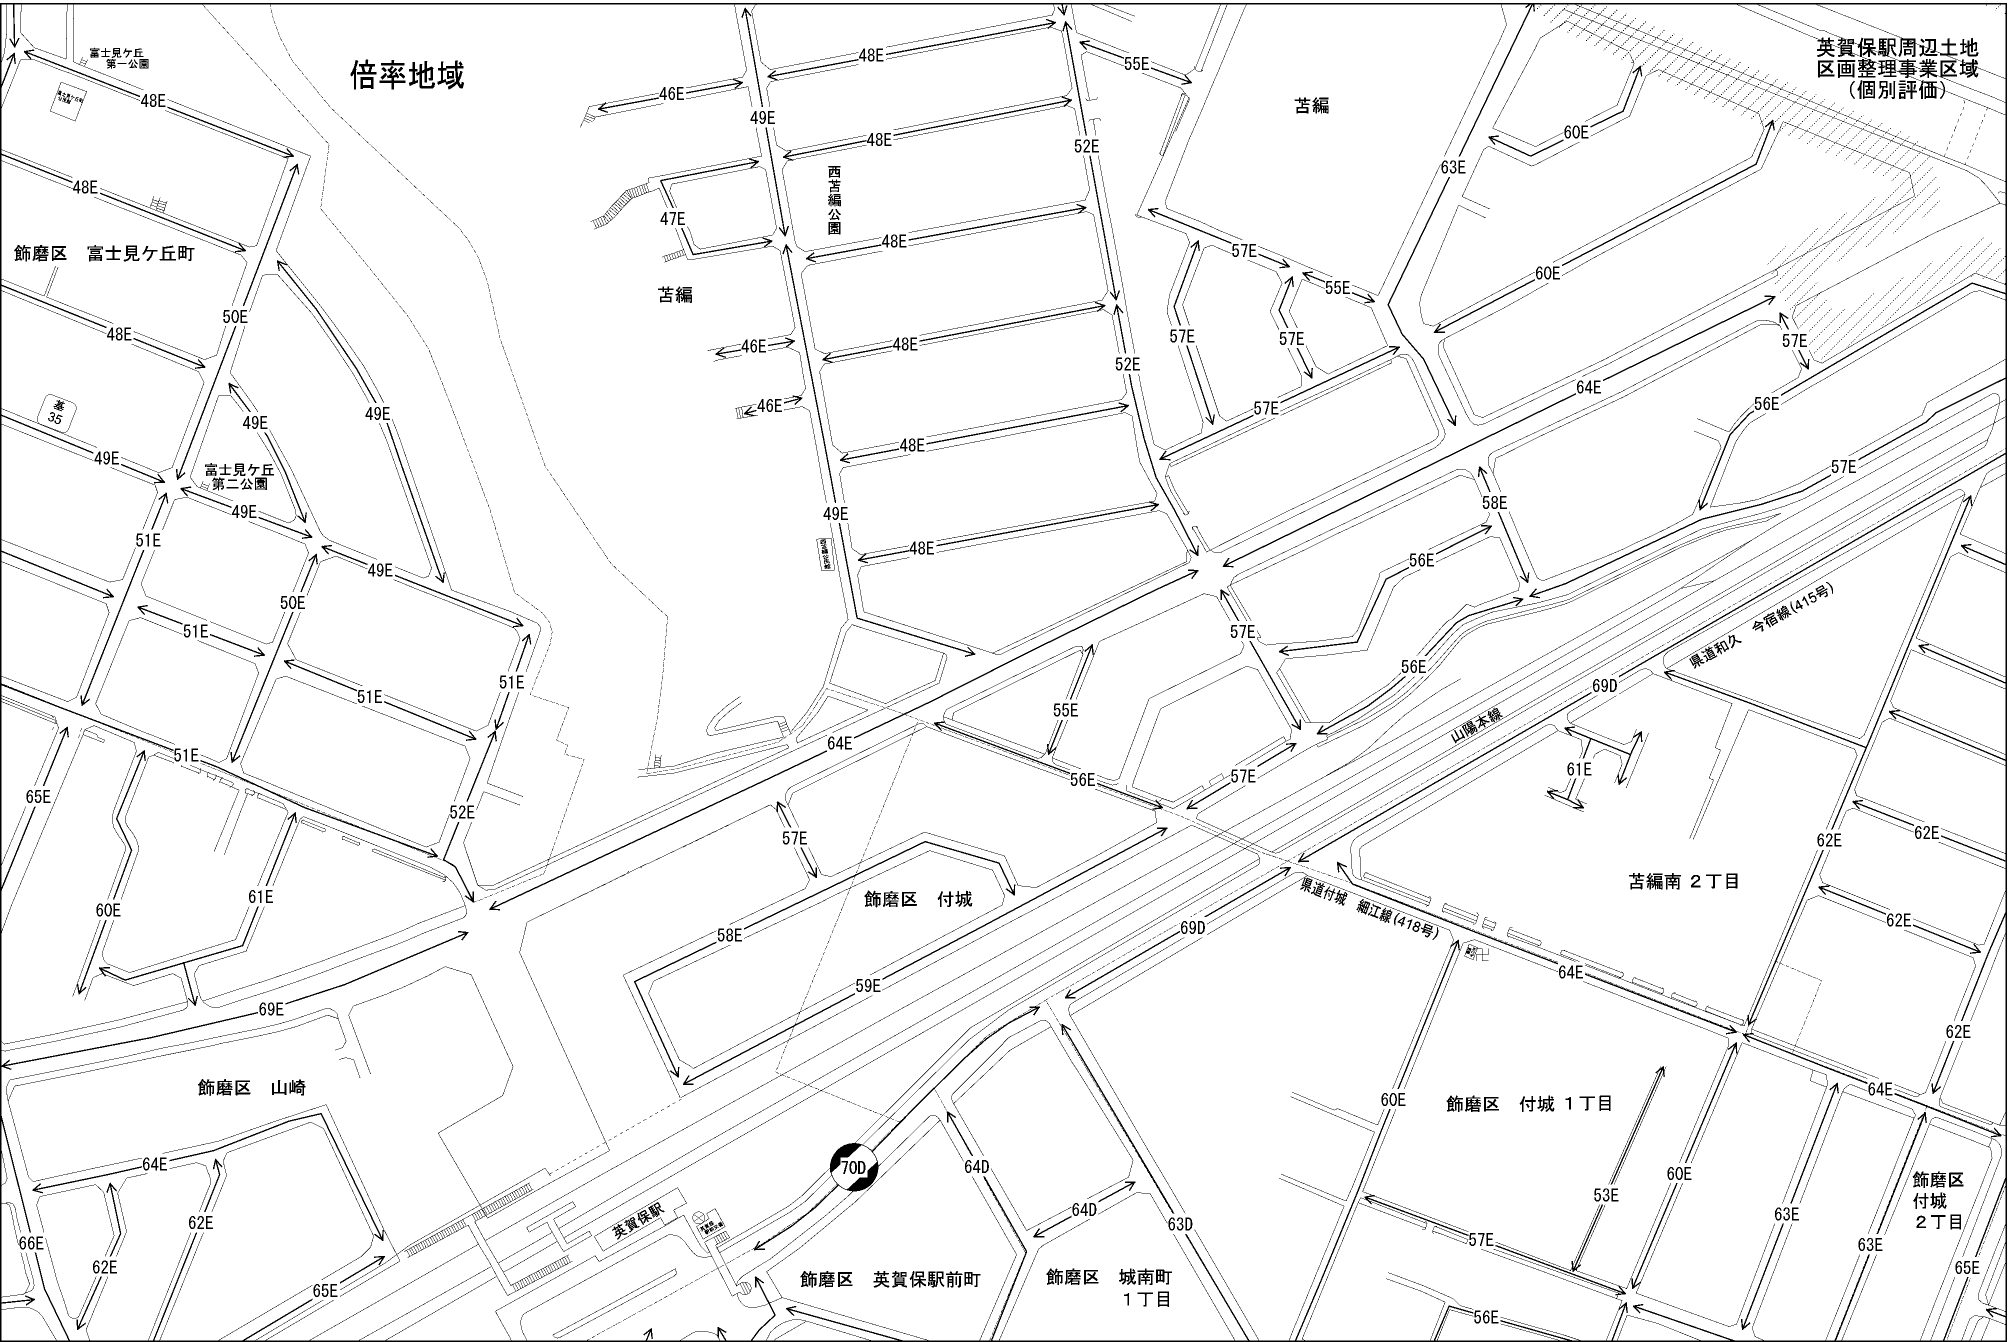 富士見ケ丘
第一公園
倍率地域
英賀保駅周辺土地
区画整理事業区域
(個別評価)
48E
55E
46E
48E
49E
苫編
48E
52E
60E
63E
西苫編公園
48E
47E
48E
57E
飾磨区　富士見ケ丘町
60E
55E
苫編
50E
48E
57E
57E
57E
46E
48E
52E
64E
基
35
49E
49E
46E
57E
56E
48E
49E
富士見ケ丘
第二公園
57E
49E
49E
58E
51E
48E
56E
49E
50E
県道和久　今宿線(415号)
51E
57E
56E
51E
51E
55E
69D
山陽本線
64E
51E
61E
56E
57E
65E
52E
57E
62E
62E
苫編南 2丁目
県道付城　細江線(418号)
61E
飾磨区　付城
60E
58E
69D
62E
64E
59E
69E
62E
飾磨区　山崎
64E
60E
飾磨区　付城 1丁目
64E
70D
64D
60E
飾磨区
付城
2丁目
53E
62E
英賀保駅
64D
63D
63E
66E
57E
63E
62E
65E
飾磨区　英賀保駅前町
飾磨区　城南町
1丁目
65E
56E